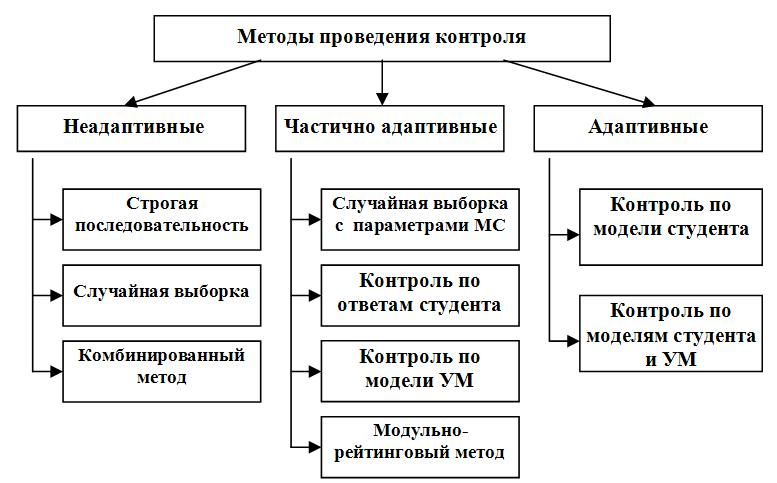 Методы проведения контроля
Неадаптивные
Частично адаптивные
Адаптивные
Строгая
последовательность
Случайная выборка
Комбинированный
метод
Случайная выборка
с параметрами МС
Контроль по
ответам студента
Контроль по
модели УМ
Модульно-
рейтинговый метод
Контроль по
модели студента
Контроль по
моделям студента
и УМ